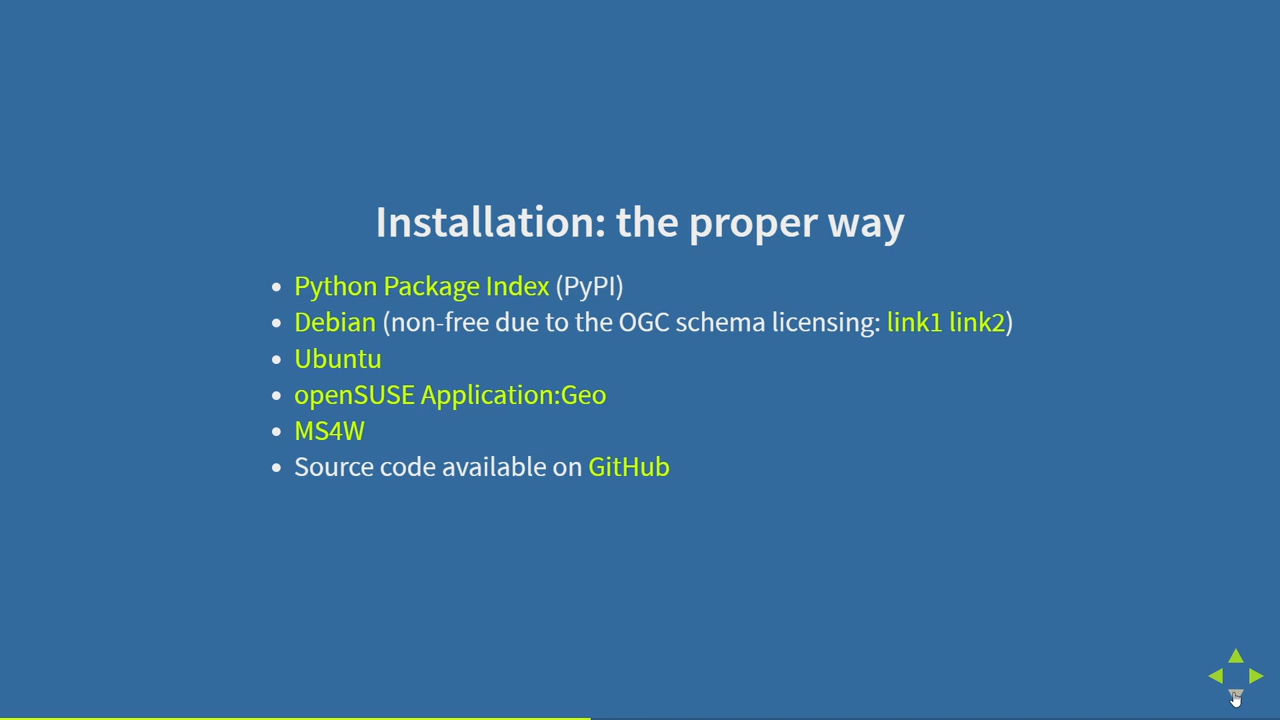 Installation: the proper way
• Python Package Index (PyPI)
• Debian (non-free due to the OGC schema licensing: link1 link2)
• Ubuntu
• openSUSE Application:Geo
• MS4W
• Source code available on GitHub